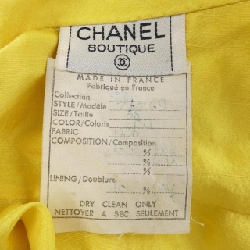 CHANEL
BOUTIQUE
MADE IN FRANCE
Fabriqué en France
Collection
STYLE/Modèle
SIZE/Taille
COLOR/Coloris
FABRIC
COMPOSITION/Composition
%
%
%
LINING, Doublure
%
DRY CLEAN ONLY
NETTOYER A SEC SEULEMENT